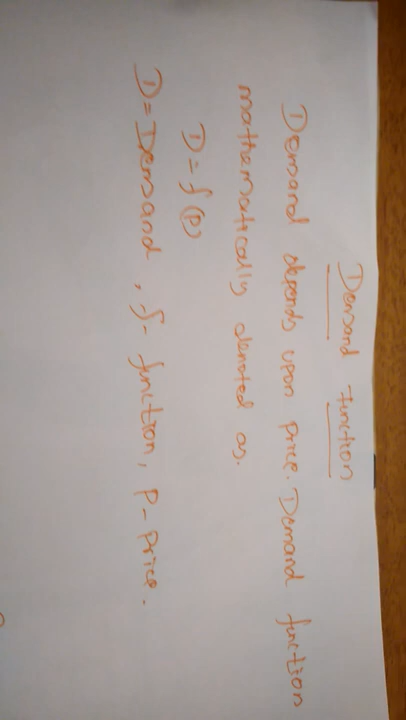 Demand function
Demand depends upon price. Demand function
mathematically denoted as.
D = f (P)
D = Demand, f - function, P - Price.